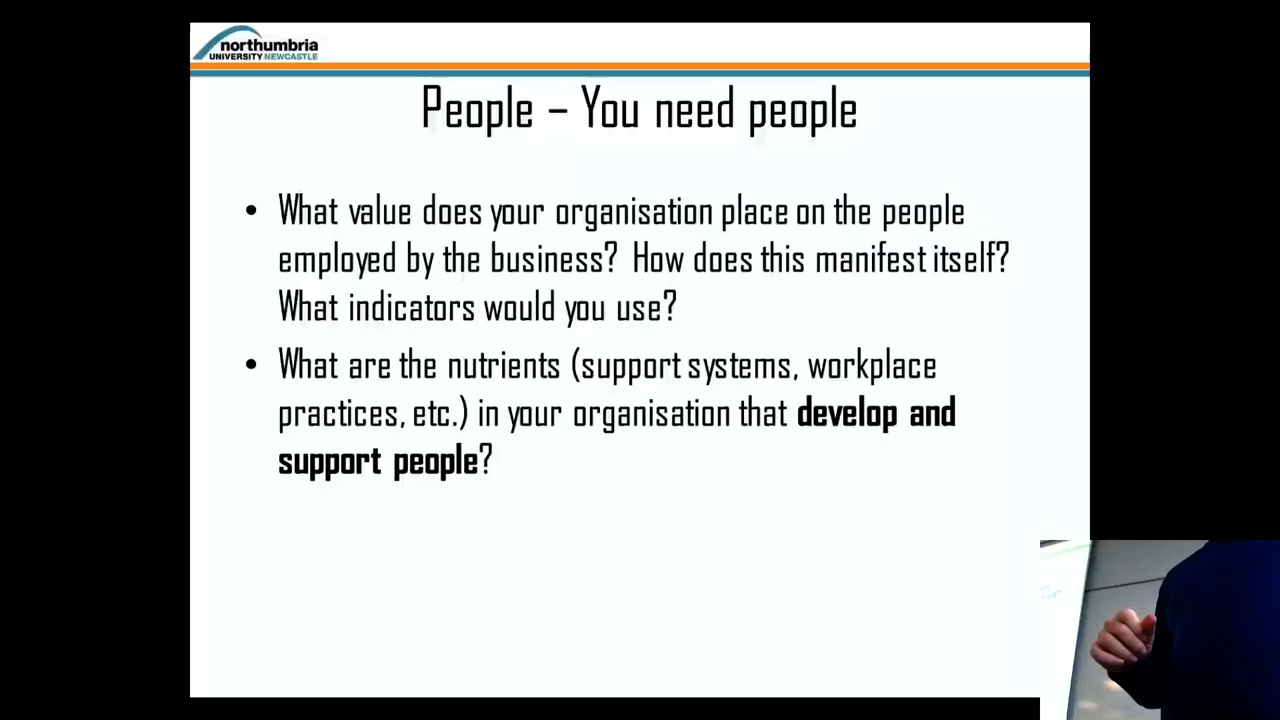 northumbria
UNIVERSITY NEWCASTLE
People – You need people
• What value does your organisation place on the people
employed by the business? How does this manifest itself?
What indicators would you use?
• What are the nutrients (support systems, workplace
practices, etc.) in your organisation that develop and
support people?